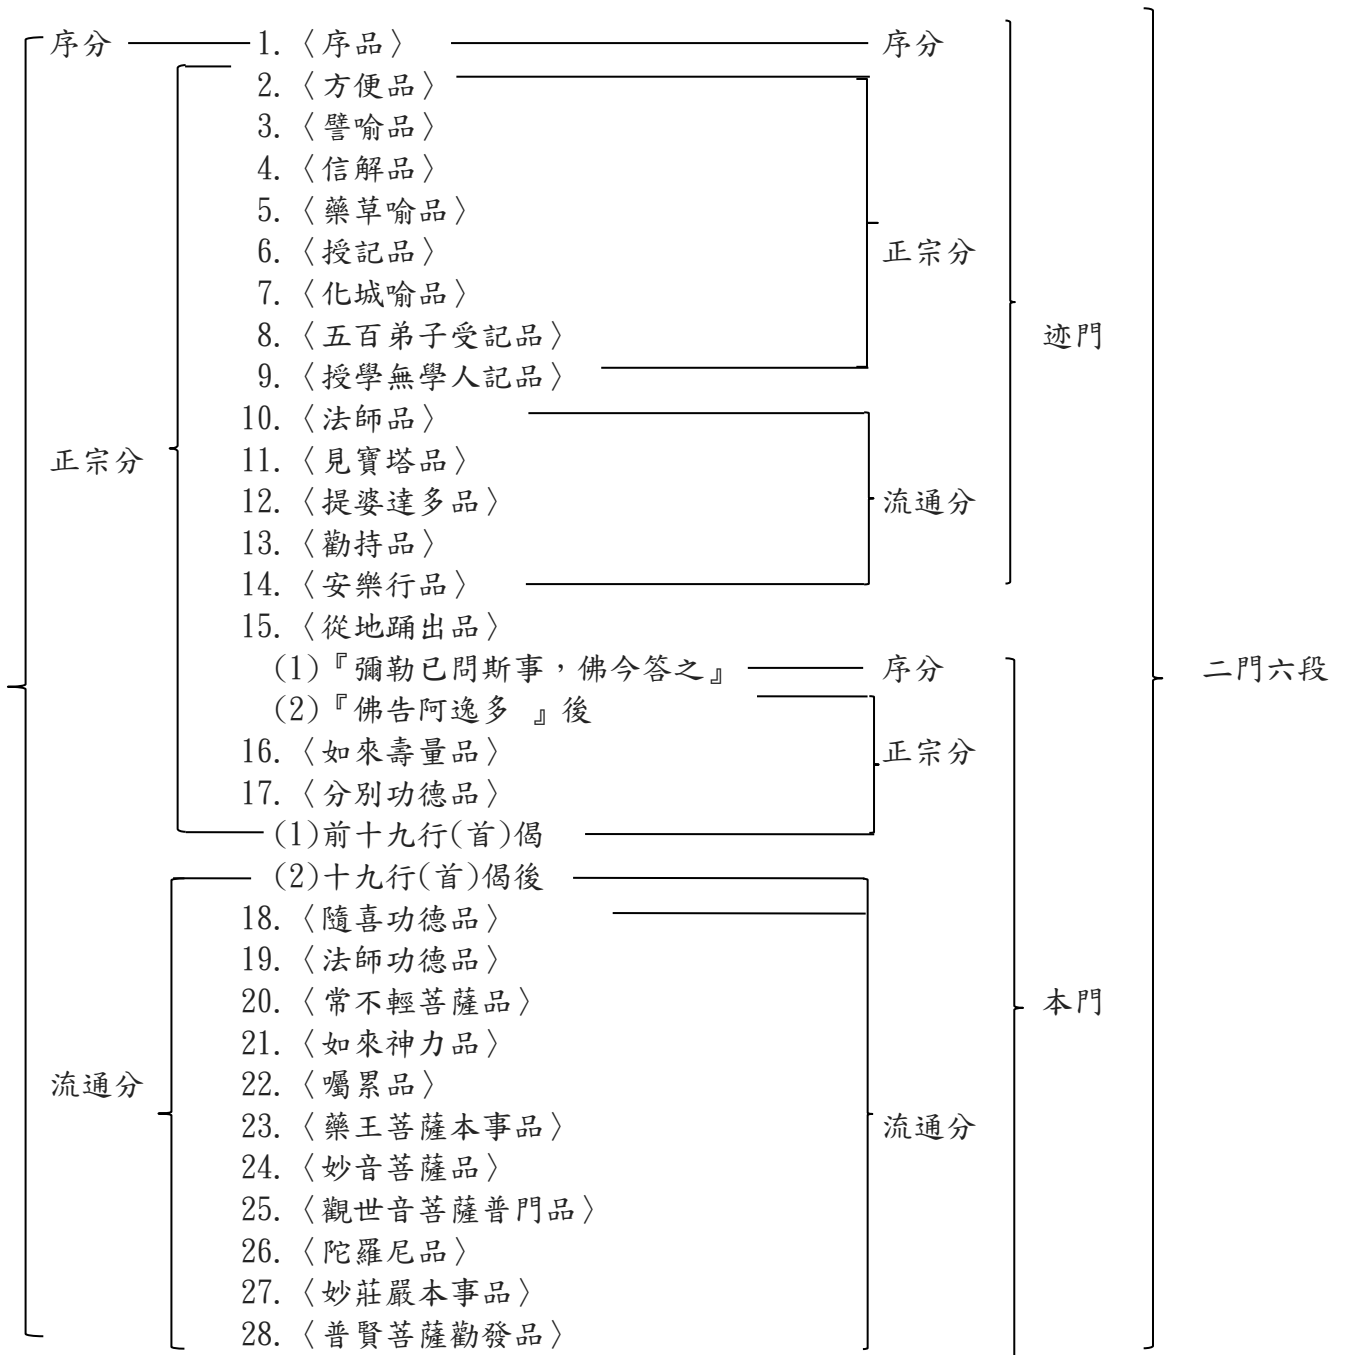 序分 1.〈序品〉 序分
2.〈方便品〉
3.〈譬喻品〉
4.〈信解品〉
5.〈藥草喻品〉
6.〈授記品〉 正宗分
7.〈化城喻品〉
8.〈五百弟子受記品〉 迹門
9.〈授學無學人記品〉
10.〈法師品〉
正宗分 11.〈見寶塔品〉
12.〈提婆達多品〉 流通分
13.〈勸持品〉
14.〈安樂行品〉
15.〈從地踊出品〉
(1)『彌勒已問斯事，佛今答之』 序分 二門六段
(2)『佛告阿逸多 』後
16.〈如來壽量品〉 正宗分
17.〈分別功德品〉
(1)前十九行(首)偈
(2)十九行(首)偈後
18.〈隨喜功德品〉
19.〈法師功德品〉
20.〈常不輕菩薩品〉 本門
21.〈如來神力品〉
流通分 22.〈囑累品〉
23.〈藥王菩薩本事品〉 流通分
24.〈妙音菩薩品〉
25.〈觀世音菩薩普門品〉
26.〈陀羅尼品〉
27.〈妙莊嚴本事品〉
28.〈普賢菩薩勸發品〉